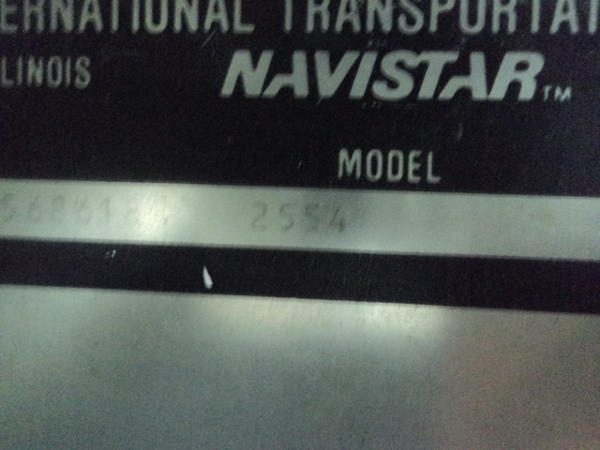 ERNATIONAL TRANSPORTAT
LINOIS NAVISTAR™
MODEL
2554